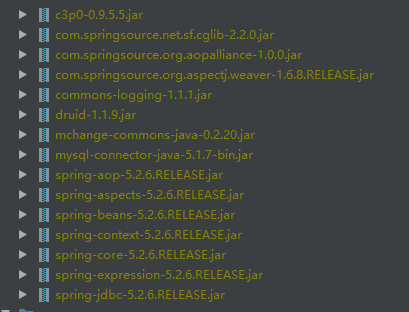 c3p0-0.9.5.5.jar
com.springsource.net.sf.cglib-2.2.0.jar
com.springsource.org.aopalliance-1.0.0.jar
com.springsource.org.aspectj.weaver-1.6.8.RELEASE.jar
commons-logging-1.1.1.jar
druid-1.1.9.jar
mchange-commons-java-0.2.20.jar
mysql-connector-java-5.1.7-bin.jar
spring-aop-5.2.6.RELEASE.jar
spring-aspects-5.2.6.RELEASE.jar
spring-beans-5.2.6.RELEASE.jar
spring-context-5.2.6.RELEASE.jar
spring-core-5.2.6.RELEASE.jar
spring-expression-5.2.6.RELEASE.jar
spring-jdbc-5.2.6.RELEASE.jar